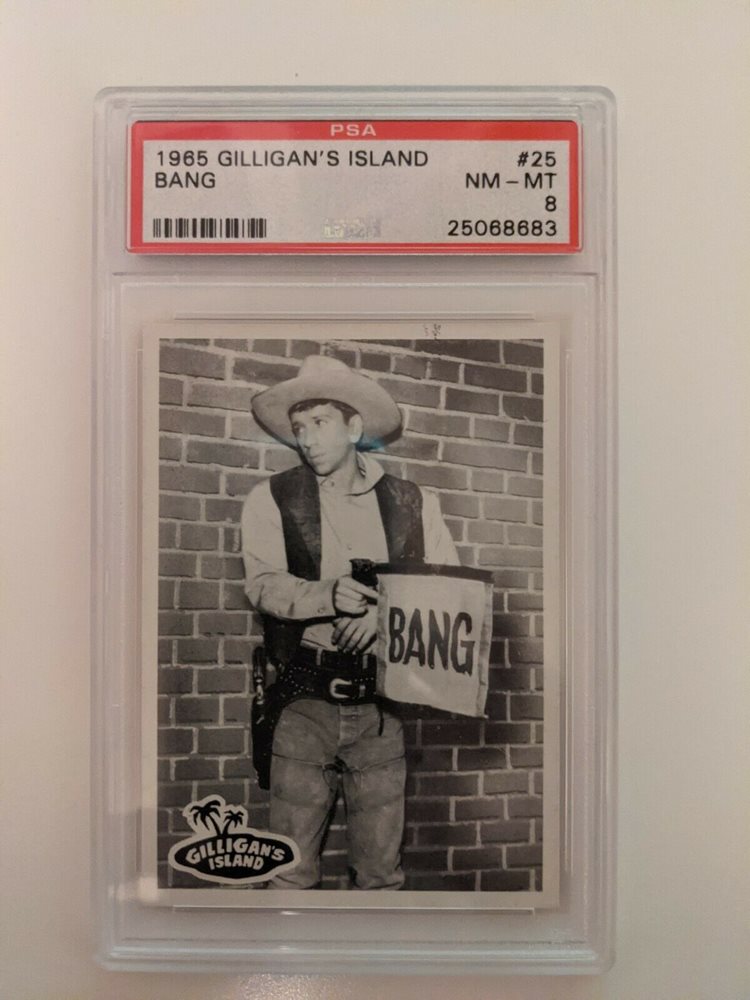 PSA
1965 GILLIGAN'S ISLAND #25
BANG NM - MT
8
25068683
BANG
GILLIGAN'S
ISLAND